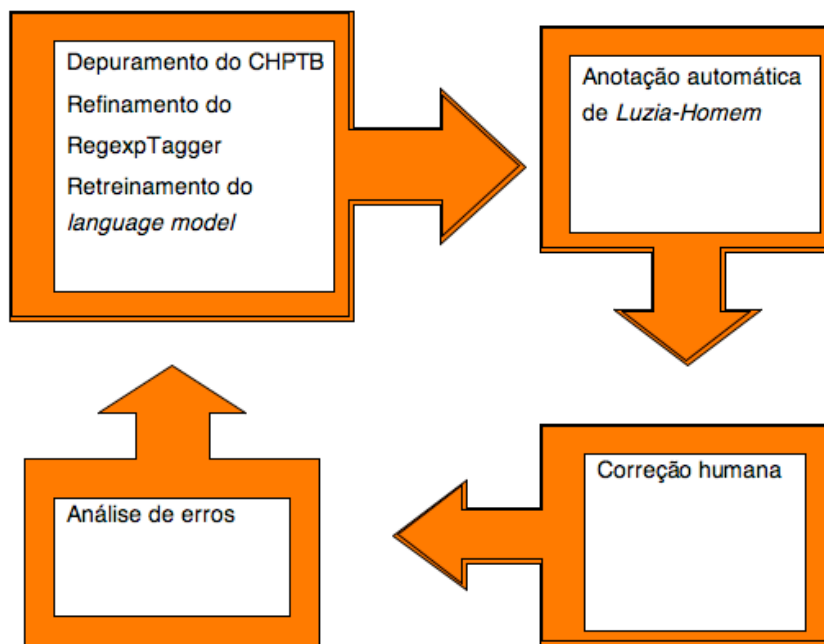 Depuramento do CHPTB
Refinamento do
RegexpTagger
Retreinamento do
language model
Anotação automática
de Luzia-Homem
Correção humana
Análise de erros